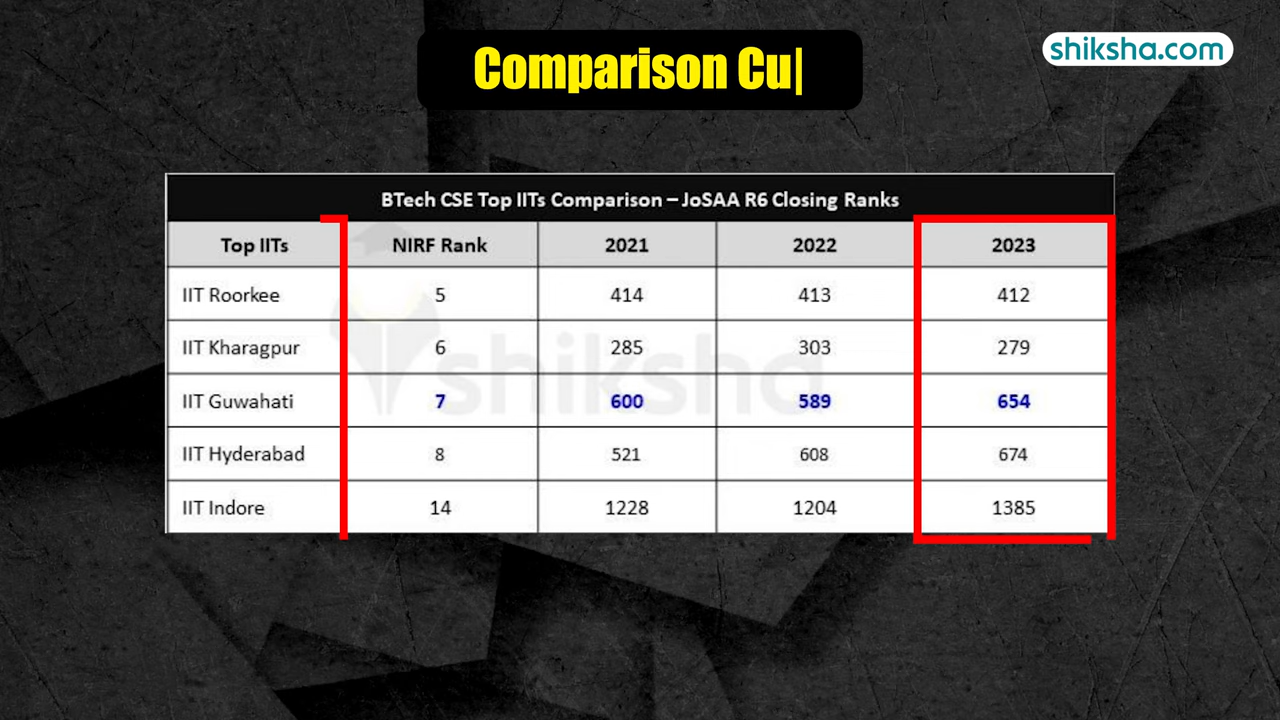 Comparison Cu|
shiksha.com
BTech CSE Top IITs Comparison – JoSAA R6 Closing Ranks
Top IITs NIRF Rank 2021 2022 2023
IIT Roorkee 5 414 413 412
IIT Kharagpur 6 285 303 279
IIT Guwahati 7 600 589 654
IIT Hyderabad 8 521 608 674
IIT Indore 14 1228 1204 1385
shiksha